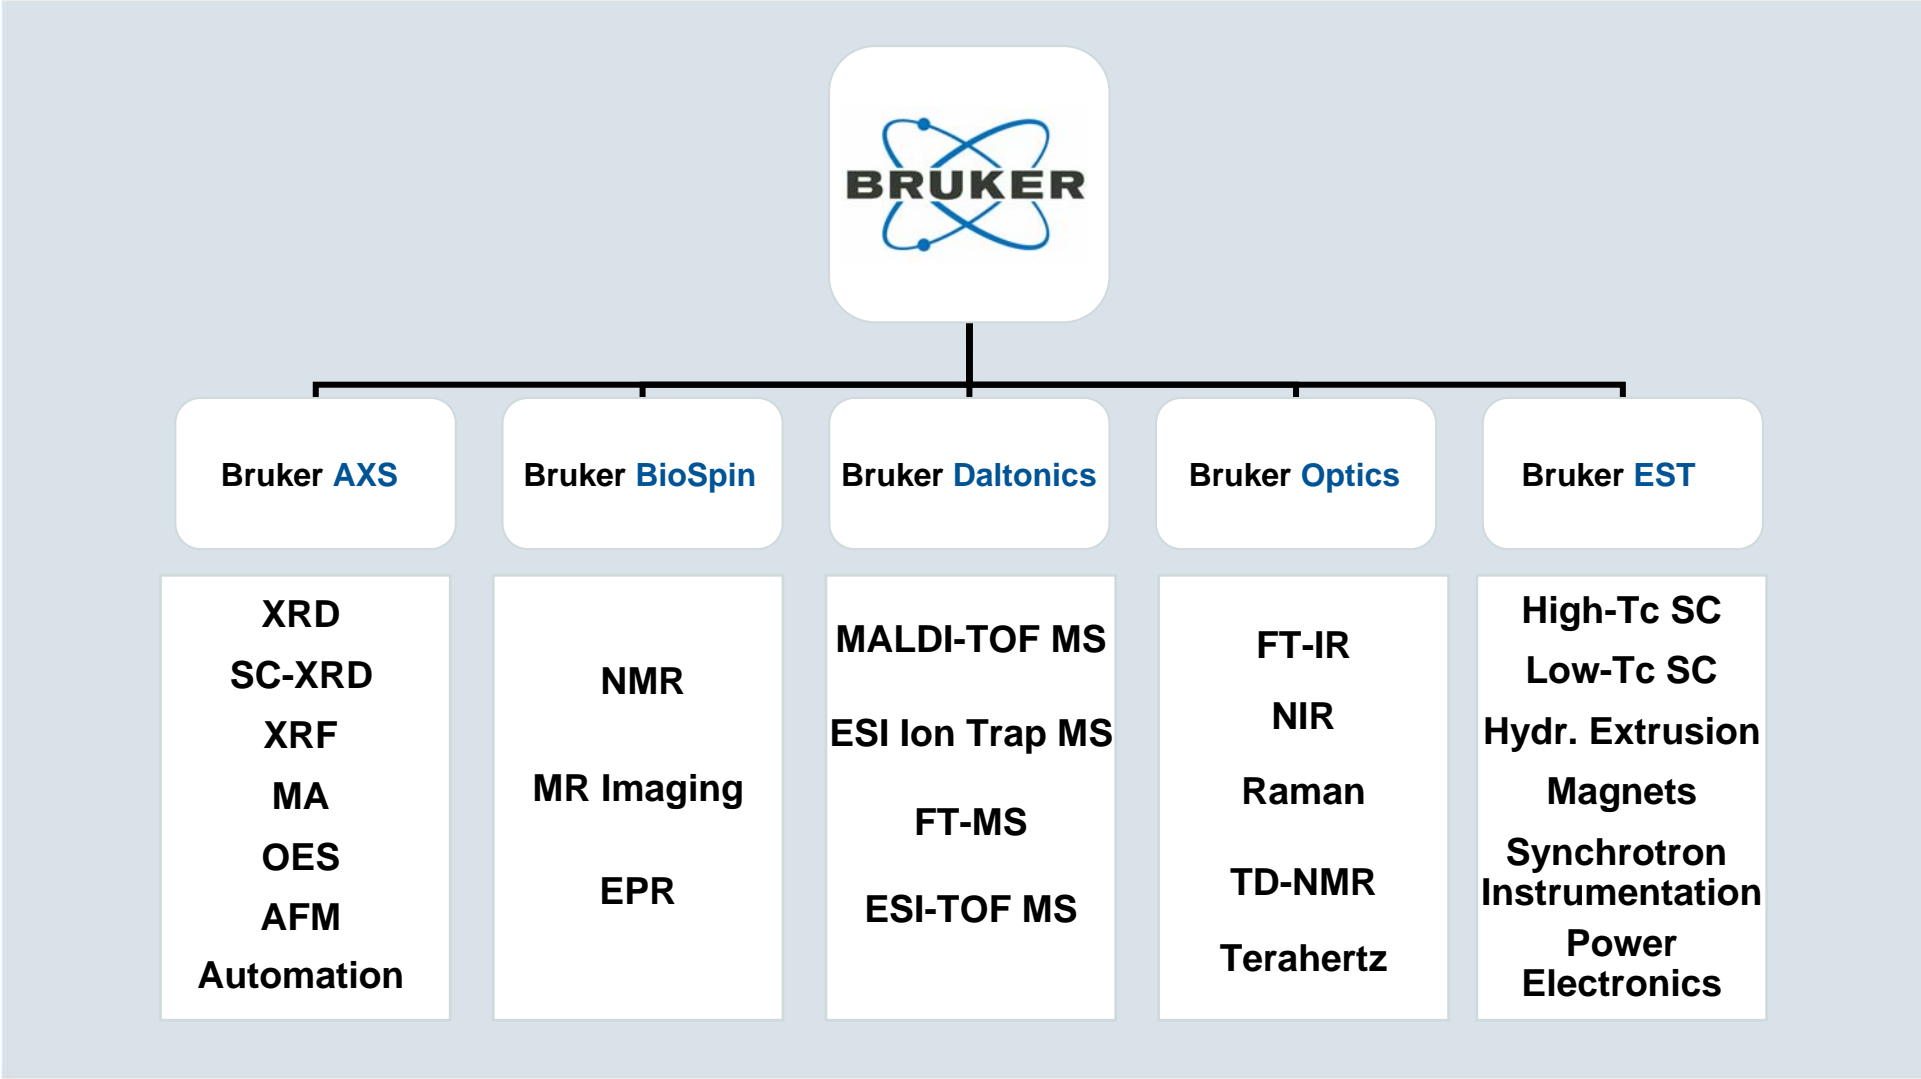 BRUKER
Bruker AXS
Bruker BioSpin
Bruker Daltonics
Bruker Optics
Bruker EST
XRD
SC-XRD
XRF
MA
OES
AFM
Automation
NMR
MR Imaging
EPR
MALDI-TOF MS
ESI Ion Trap MS
FT-MS
ESI-TOF MS
FT-IR
NIR
Raman
TD-NMR
Terahertz
High-Tc SC
Low-Tc SC
Hydr. Extrusion
Magnets
Synchrotron
Instrumentation
Power
Electronics